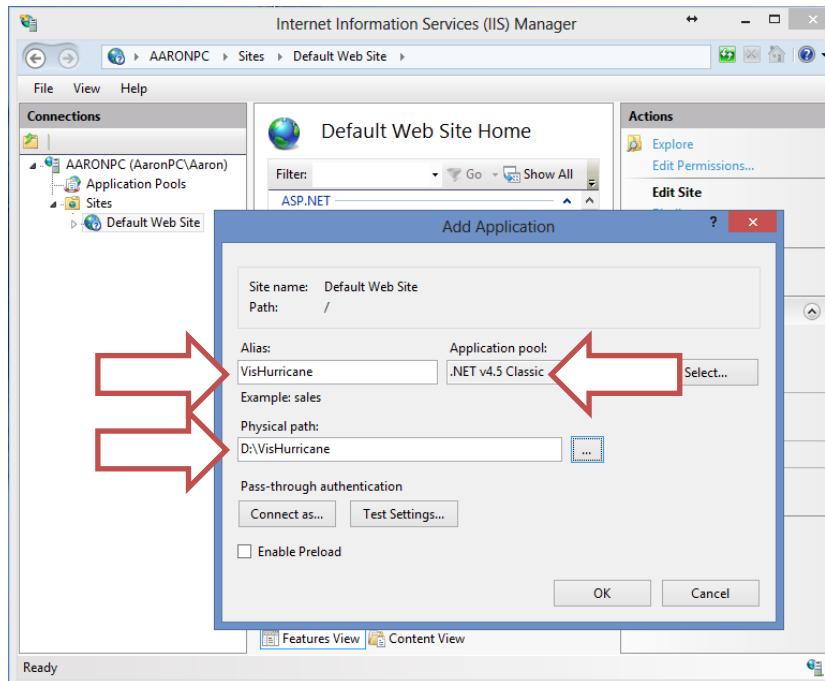 Internet Information Services (IIS) Manager
AARONPC Sites Default Web Site
File View Help
Connections
AARONPC (AaronPC\Aaron)
Application Pools
Sites
Default Web Site
Default Web Site Home
Filter: Go Show All
ASP.NET
Actions
Explore
Edit Permissions...
Edit Site
Add Application
Site name: Default Web Site
Path: /
Alias: Application pool:
VisHurricane .NET v4.5 Classic Select...
Example: sales
Physical path:
D:\VisHurricane ...
Pass-through authentication
Connect as... Test Settings...
Enable Preload
OK Cancel
Features View Content View
Ready